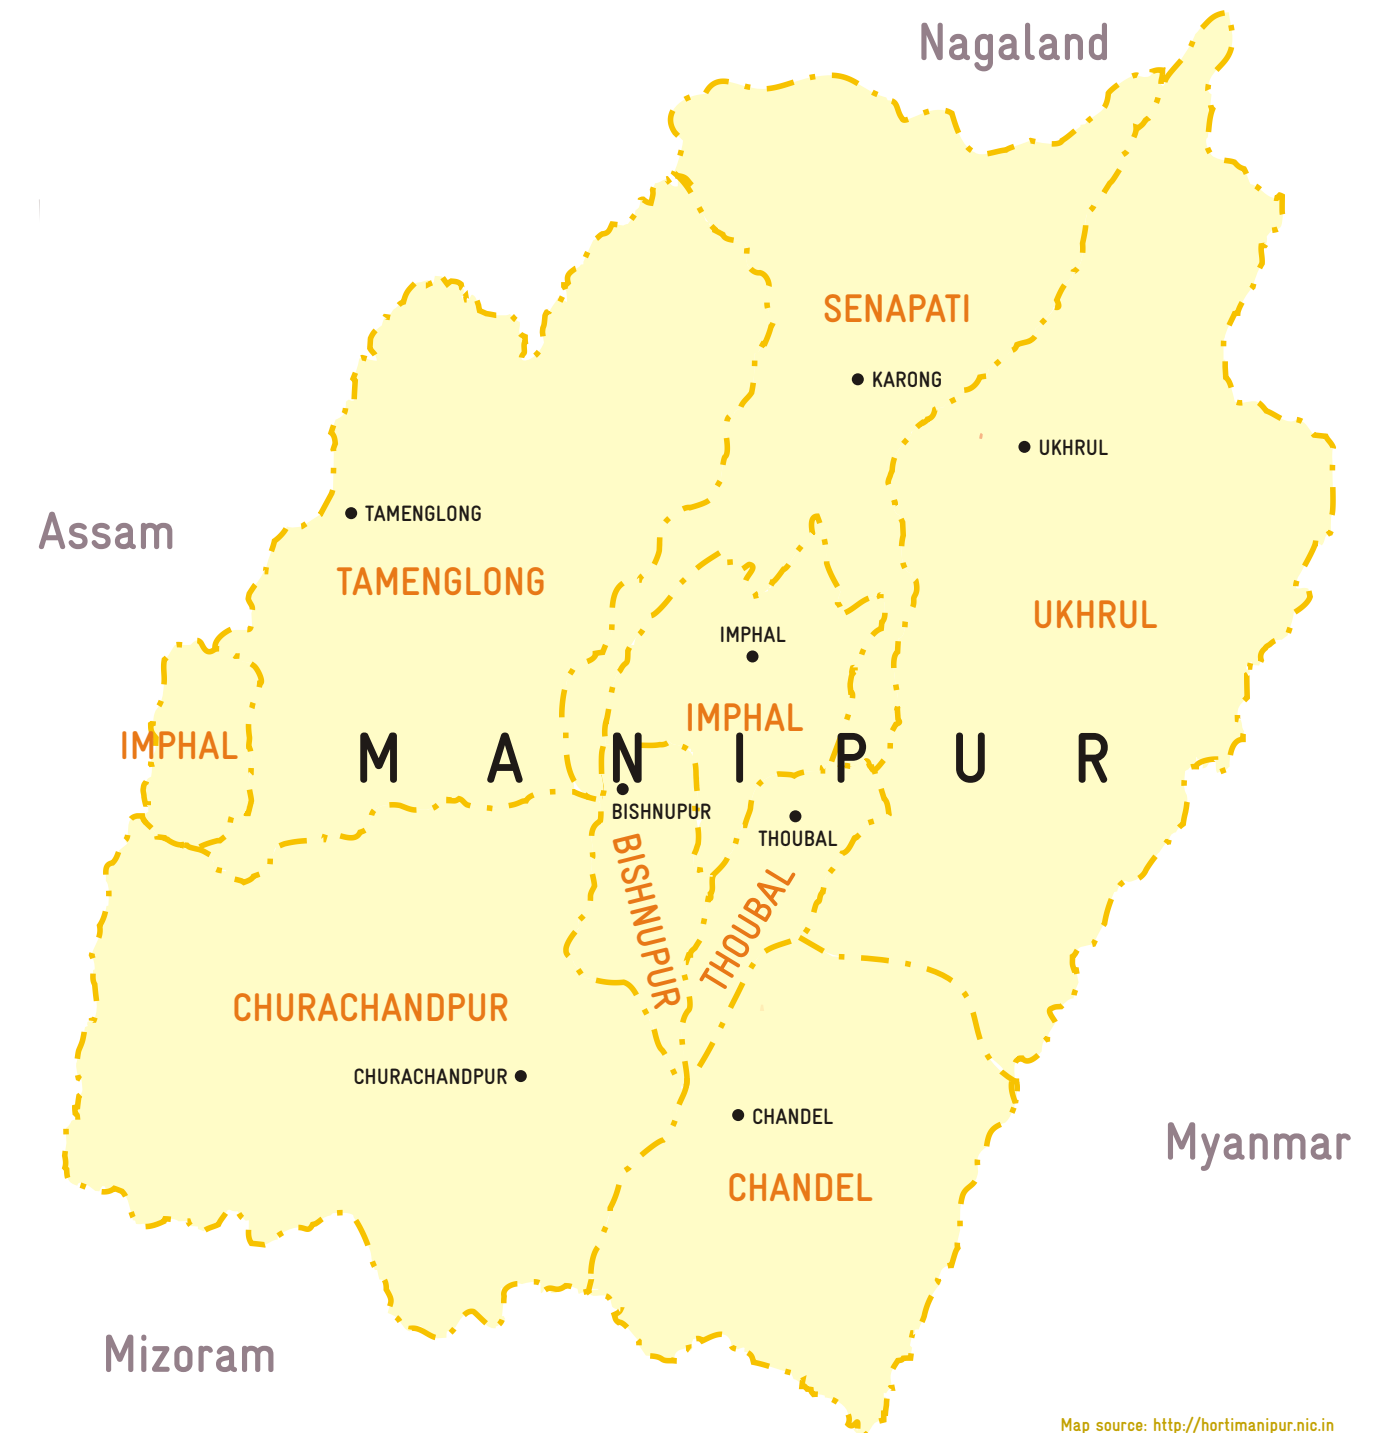 Nagaland
SENAPATI
KARONG
UKHRUL
TAMENGLONG
Assam
TAMENGLONG
UKHRUL
IMPHAL
IMPHAL
IMPHAL
MANIPUR
BISHNUPUR
THOUBAL
BISHNUPUR
THOUBAL
CHURACHANDPUR
CHURACHANDPUR
CHANDEL
Myanmar
CHANDEL
Mizoram
Map source: http://hortimanipur.nic.in